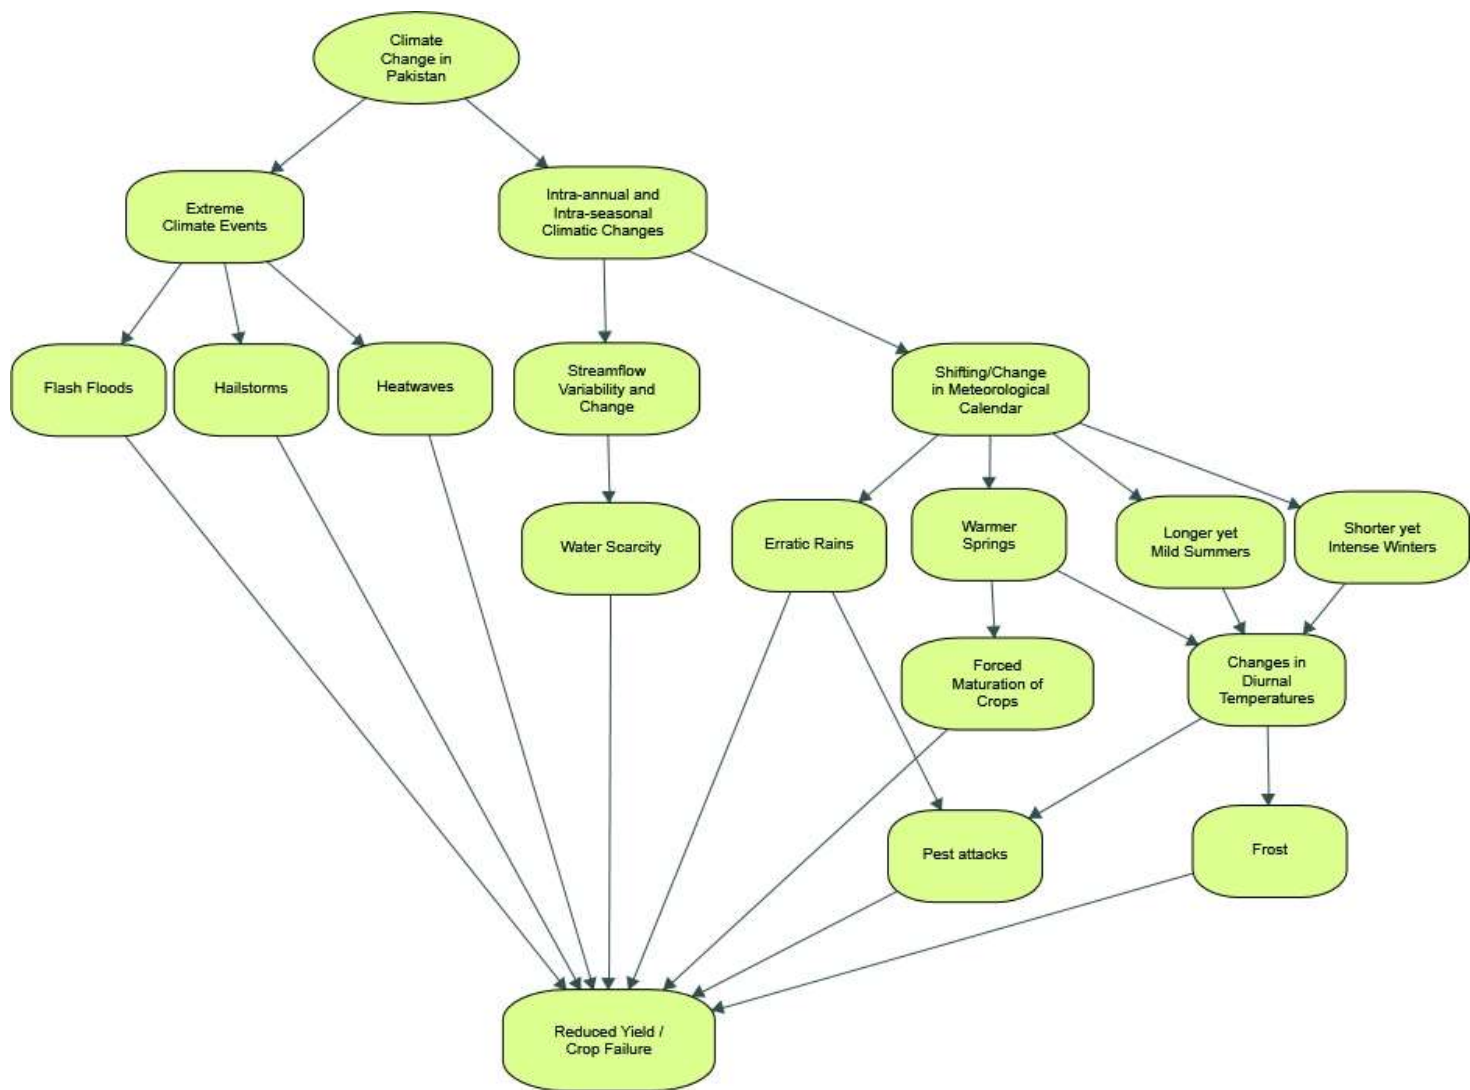 Climate
Change in
Pakistan
Extreme
Climate Events
Intra-annual and
Intra-seasonal
Climatic Changes
Flash Floods
Hailstorms
Heatwaves
Streamflow
Variability and
Change
Shifting/Change
in Meteorological
Calendar
Water Scarcity
Erratic Rains
Warmer
Springs
Longer yet
Mild Summers
Shorter yet
Intense Winters
Forced
Maturation of
Crops
Changes in
Diurnal
Temperatures
Pest attacks
Frost
Reduced Yield /
Crop Failure